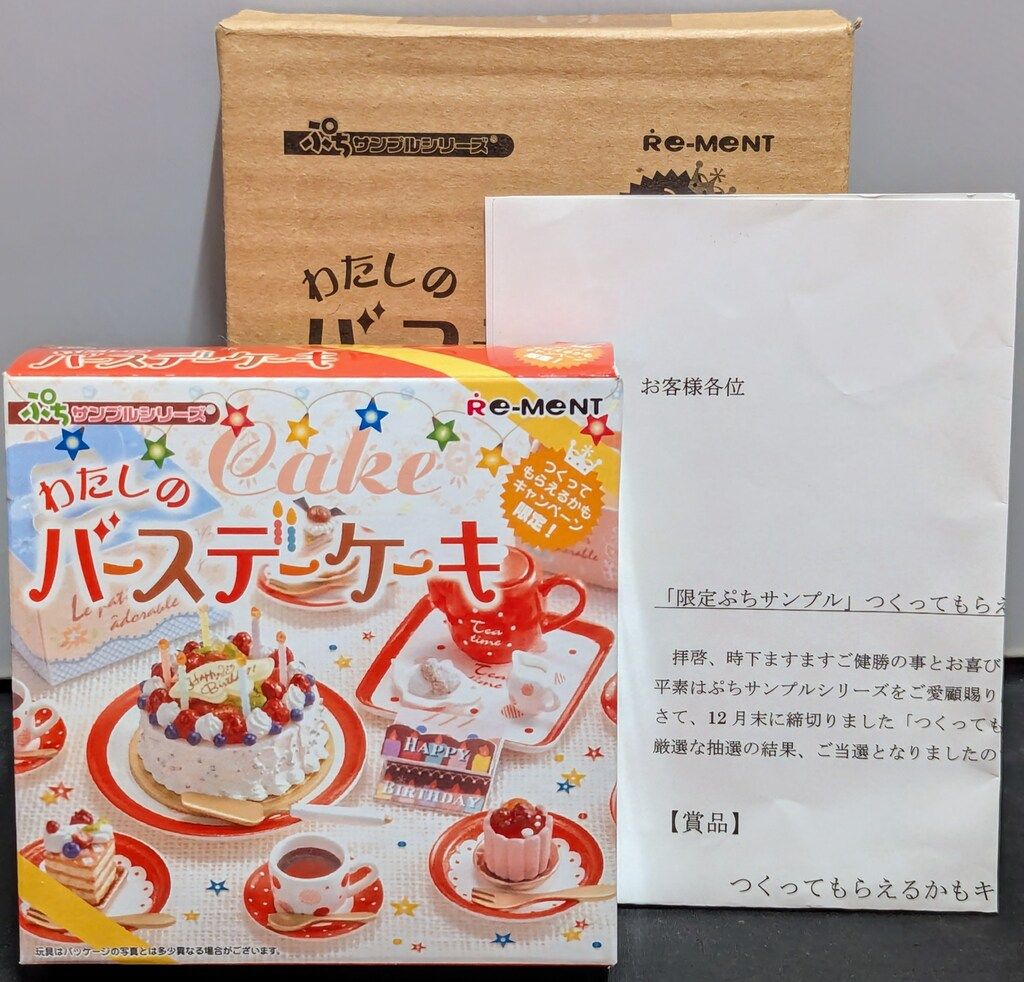 ぷちサンプルシリーズ
Re-MeNT
わたしの
お客様各位
「限定ぷちサンプル」つくってもらえ
拝啓、時下ますますご健勝の事とお喜び
平素はぷちサンプルシリーズをご愛顧賜り
さて、12月末に締切りました「つくっても
厳選な抽選の結果、ご当選となりましたの
【賞品】
つくってもらえるかもキ
バースデーケーキ
ぷちサンプルシリーズ
Re-MeNT
Cake
わたしの
バースデーケーキ
つくって
もらえるかも
キャンペーン
限定!
Le pat
adorable
Happy
Birth
Tea
time
Tea
time
HAPPY
BIRTHDAY
玩具はパッケージの写真とは多少異なる場合がございます。